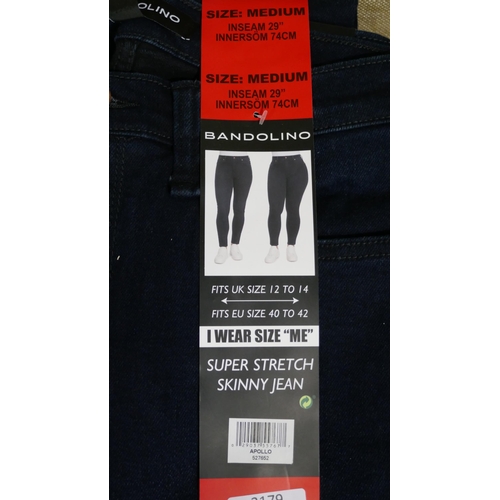 OLINO
SIZE: MEDIUM
INSEAM 29"
INNERSÖM 74CM
SIZE: MEDIUM
INSEAM 29"
INNERSÖM 74CM
BANDOLINO
FITS UK SIZE 12 TO 14
FITS EU SIZE 40 TO 42
I WEAR SIZE "ME"
SUPER STRETCH
SKINNY JEAN
APOLLO